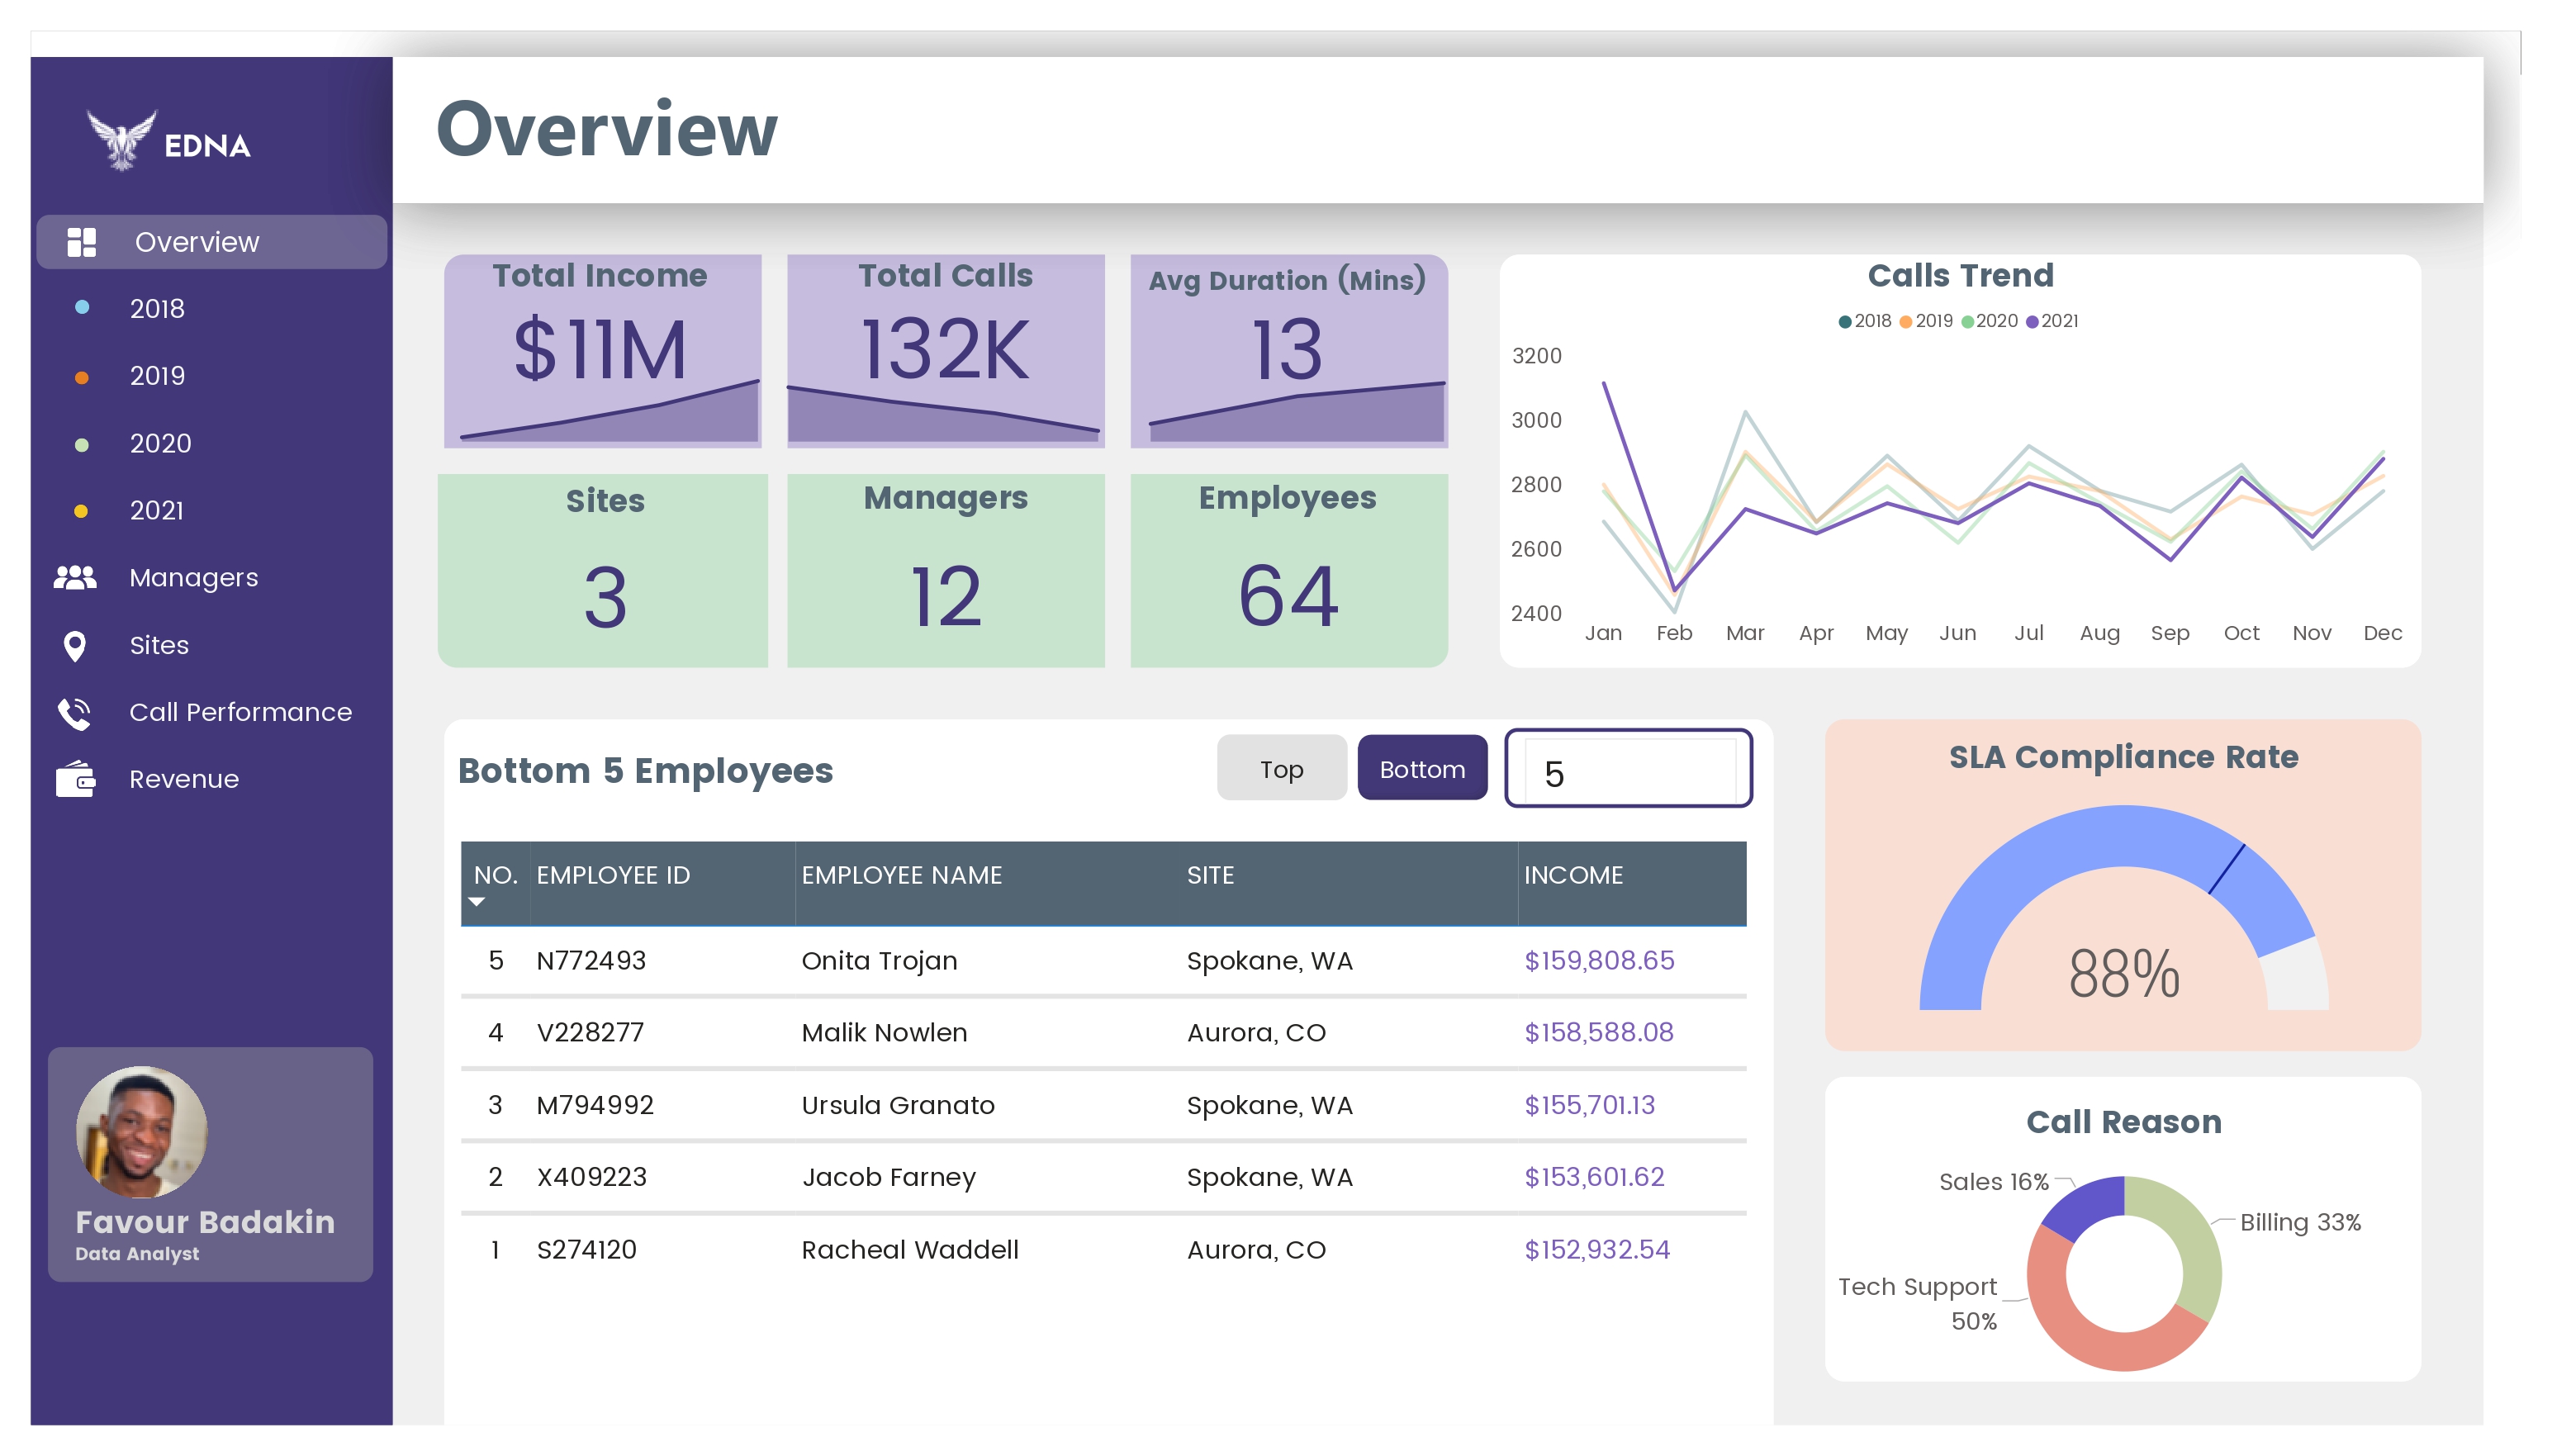 EDNA
Overview
2018
2019
2020
2021
Managers
Sites
Call Performance
Revenue
Favour Badakin
Data Analyst
Overview
Total Income
$11M
Total Calls
132K
Avg Duration (Mins)
13
Sites
3
Managers
12
Employees
64
Calls Trend
2018 2019 2020 2021
3200
3000
2800
2600
2400
Jan Feb Mar Apr May Jun Jul Aug Sep Oct Nov Dec
Bottom 5 Employees
Top Bottom 5
NO. EMPLOYEE ID EMPLOYEE NAME SITE INCOME
5 N772493 Onita Trojan Spokane, WA $159,808.65
4 V228277 Malik Nowlen Aurora, CO $158,588.08
3 M794992 Ursula Granato Spokane, WA $155,701.13
2 X409223 Jacob Farney Spokane, WA $153,601.62
1 S274120 Racheal Waddell Aurora, CO $152,932.54
SLA Compliance Rate
88%
Call Reason
Sales 16%
Billing 33%
Tech Support
50%